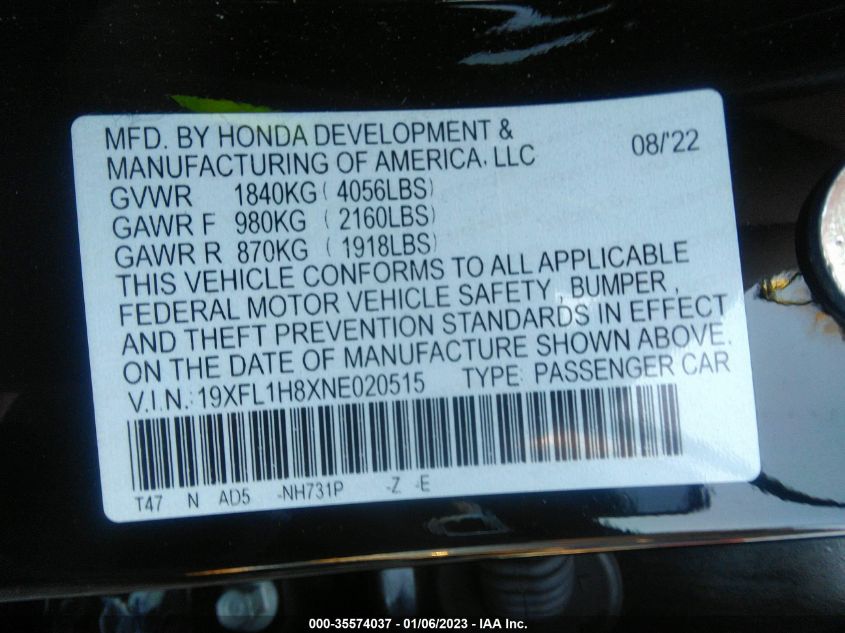 MFD. BY HONDA DEVELOPMENT &
MANUFACTURING OF AMERICA, LLC 08/'22
GVWR 1840KG ( 4056LBS)
GAWR F 980KG ( 2160LBS)
GAWR R 870KG ( 1918LBS)
THIS VEHICLE CONFORMS TO ALL APPLICABLE
FEDERAL MOTOR VEHICLE SAFETY, BUMPER,
AND THEFT PREVENTION STANDARDS IN EFFECT
ON THE DATE OF MANUFACTURE SHOWN ABOVE.
V.I.N.:19XFL1H8XNE020515 TYPE: PASSENGER CAR
T47 N AD5 -NH731P -Z -E
000-35574037 - 01/06/2023 - IAA Inc.